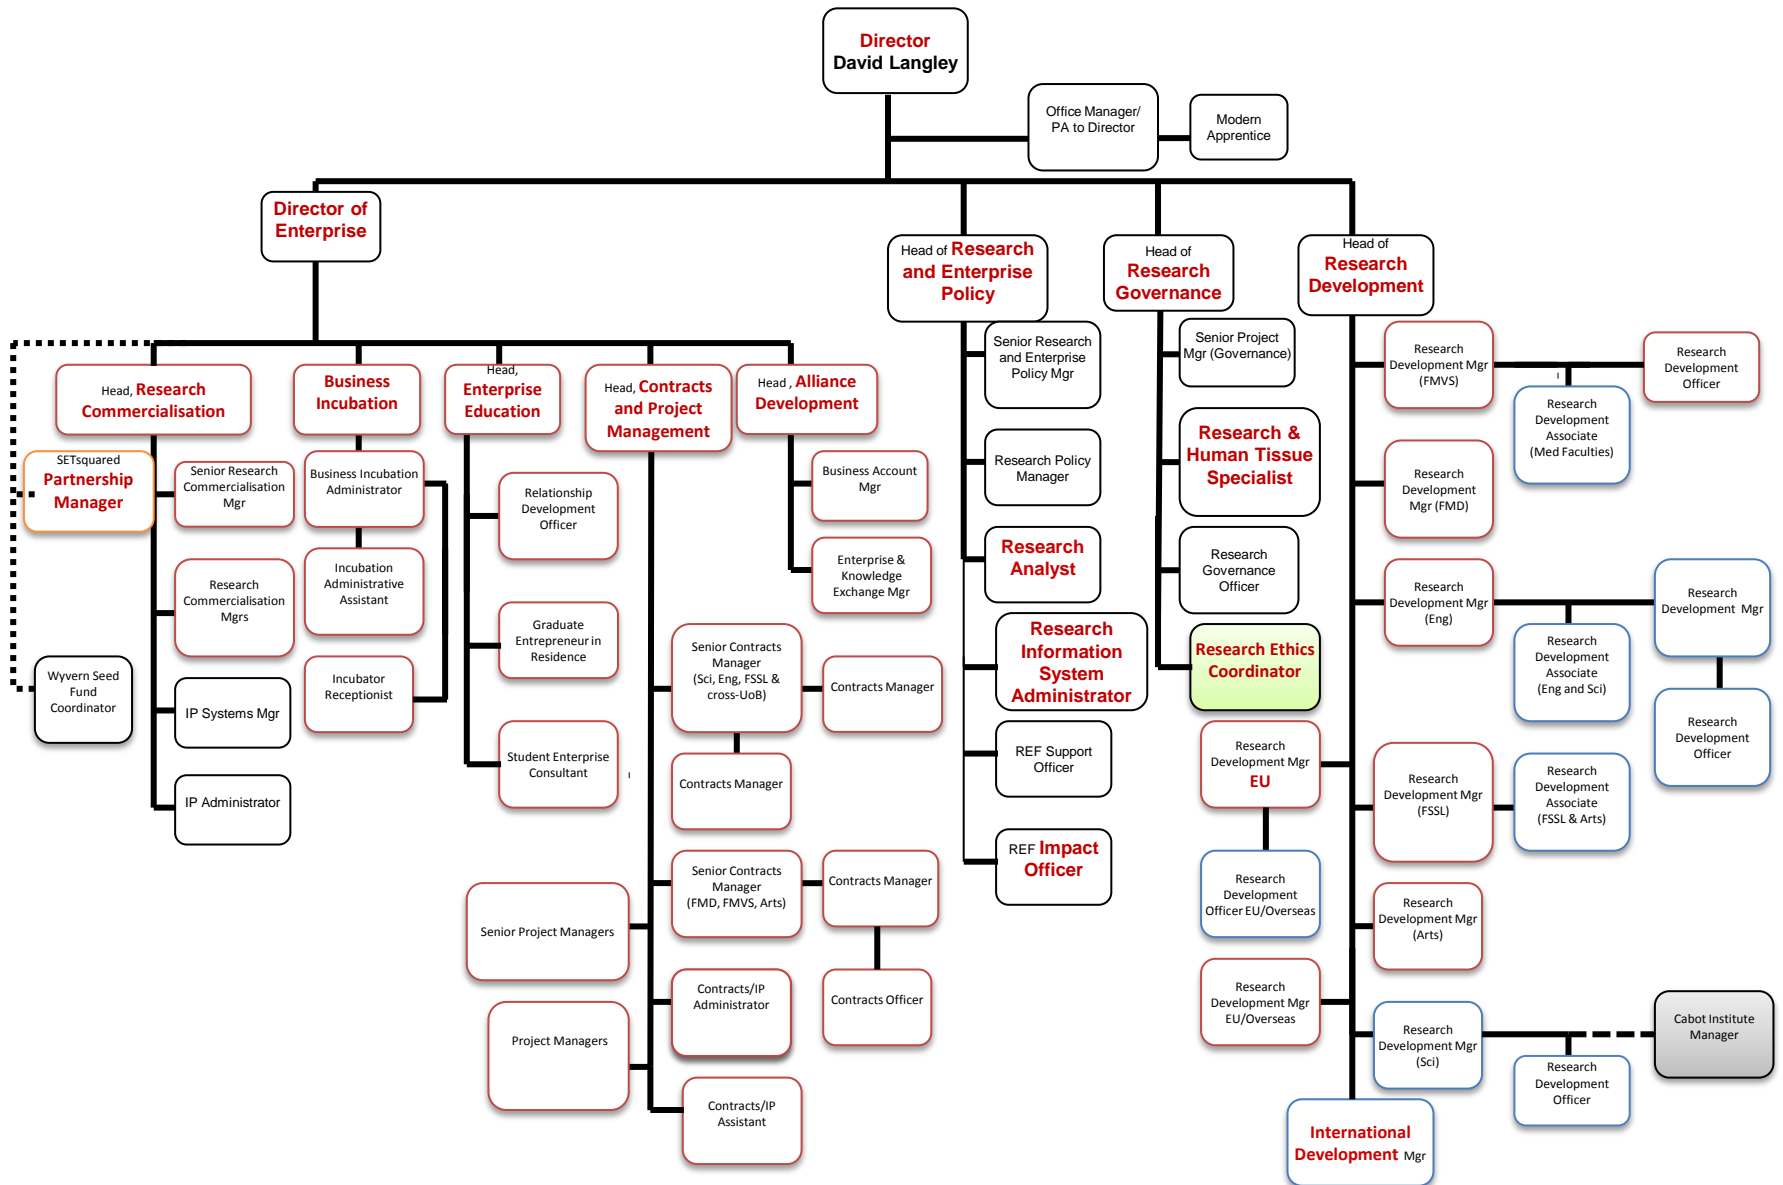 Director
David Langley
Office Manager/
PA to Director
Modern
Apprentice
Director of
Enterprise
Head of Research
and Enterprise
Policy
Head of
Research
Governance
Head of
Research
Development
Head, Research
Commercialisation
Business
Incubation
Head,
Enterprise
Education
Head, Contracts
and Project
Management
Head , Alliance
Development
SETsquared
Partnership
Manager
Senior Research
Commercialisation
Mgr
Research
Commercialisation
Mgrs
Wyvern Seed
Fund
Coordinator
IP Systems Mgr
IP Administrator
Business Incubation
Administrator
Incubation
Administrative
Assistant
Incubator
Receptionist
Relationship
Development
Officer
Graduate
Entrepreneur in
Residence
Student Enterprise
Consultant
Senior Contracts
Manager
(Sci, Eng, FSSL &
cross-UoB)
Contracts Manager
Contracts Manager
Senior Contracts
Manager
(FMD, FMVS, Arts)
Contracts Manager
Contracts Officer
Senior Project Managers
Project Managers
Contracts/IP
Administrator
Contracts/IP
Assistant
Business Account
Mgr
Enterprise &
Knowledge
Exchange Mgr
Senior Research
and Enterprise
Policy Mgr
Research Policy
Manager
Research
Analyst
Research
Information
System
Administrator
REF Support
Officer
REF Impact
Officer
Senior Project
Mgr (Governance)
Research &
Human Tissue
Specialist
Research
Governance
Officer
Research Ethics
Coordinator
Research
Development Mgr
EU
Research
Development
Officer EU/Overseas
Research
Development Mgr
EU/Overseas
International
Development Mgr
Research
Development Mgr
(FMVS)
Research
Development
Associate
(Med Faculties)
Research
Development
Officer
Research
Development
Mgr (FMD)
Research
Development Mgr
(Eng)
Research
Development
Associate
(Eng and Sci)
Research
Development Mgr
Research
Development
Officer
Research
Development Mgr
(FSSL)
Research
Development
Associate
(FSSL & Arts)
Research
Development Mgr
(Arts)
Research
Development Mgr
(Sci)
Research
Development
Officer
Cabot Institute
Manager